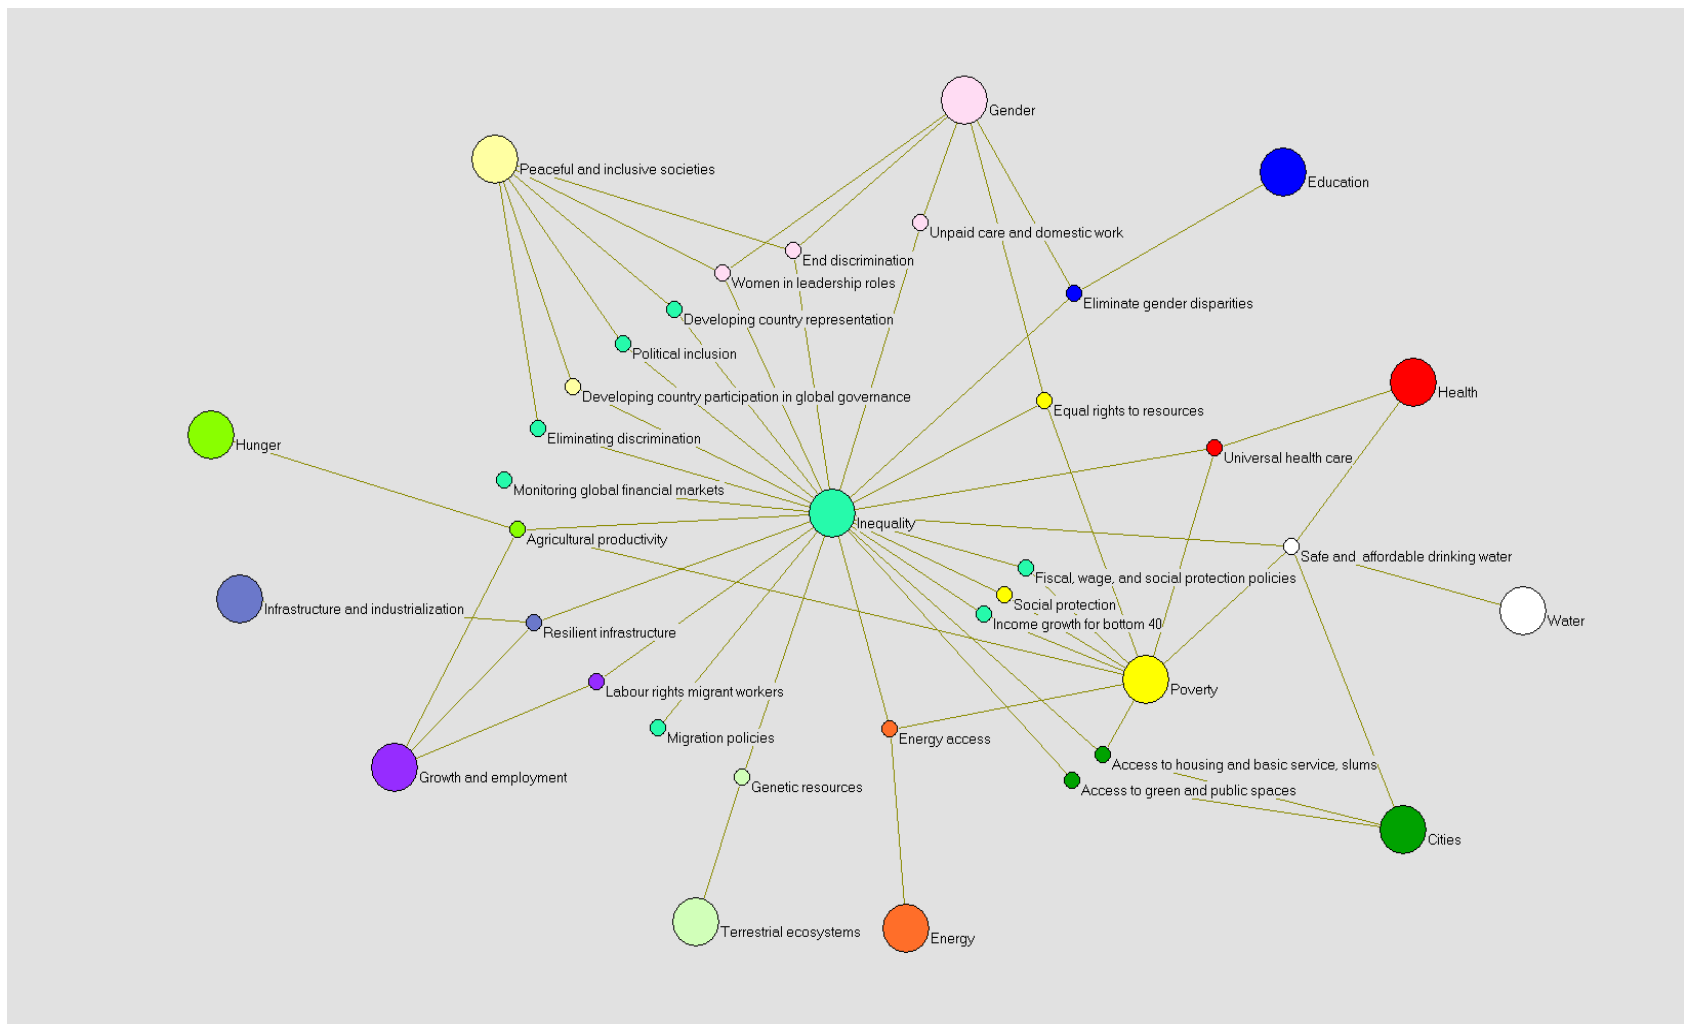 Gender
Peaceful and inclusive societies
Education
Unpaid care and domestic work
End discrimination
Women in leadership roles
Eliminate gender disparities
Developing country representation
Political inclusion
Health
Developing country participation in global governance
Equal rights to resources
Eliminating discrimination
Hunger
Universal health care
Monitoring global financial markets
Inequality
Agricultural productivity
Safe and affordable drinking water
Fiscal, wage, and social protection policies
Social protection
Infrastructure and industrialization
Water
Income growth for bottom 40
Resilient infrastructure
Poverty
Labour rights migrant workers
Migration policies
Energy access
Access to housing and basic service, slums
Growth and employment
Genetic resources
Access to green and public spaces
Cities
Terrestrial ecosystems
Energy